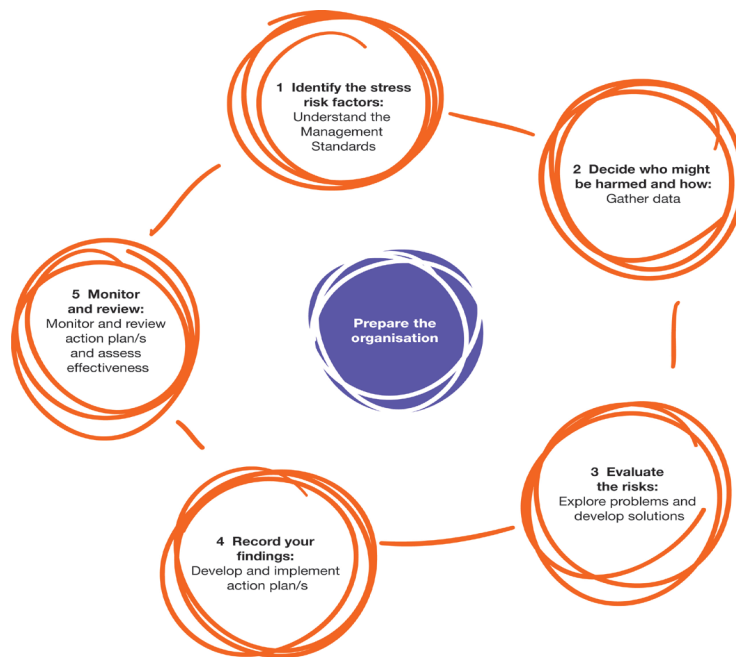 1 Identify the stress
risk factors:
Understand the
Management
Standards
2 Decide who might
be harmed and how:
Gather data
3 Evaluate
the risks:
Explore problems and
develop solutions
4 Record your
findings:
Develop and implement
action plan/s
5 Monitor
and review:
Monitor and review
action plan/s
and assess
effectiveness
Prepare the
organisation